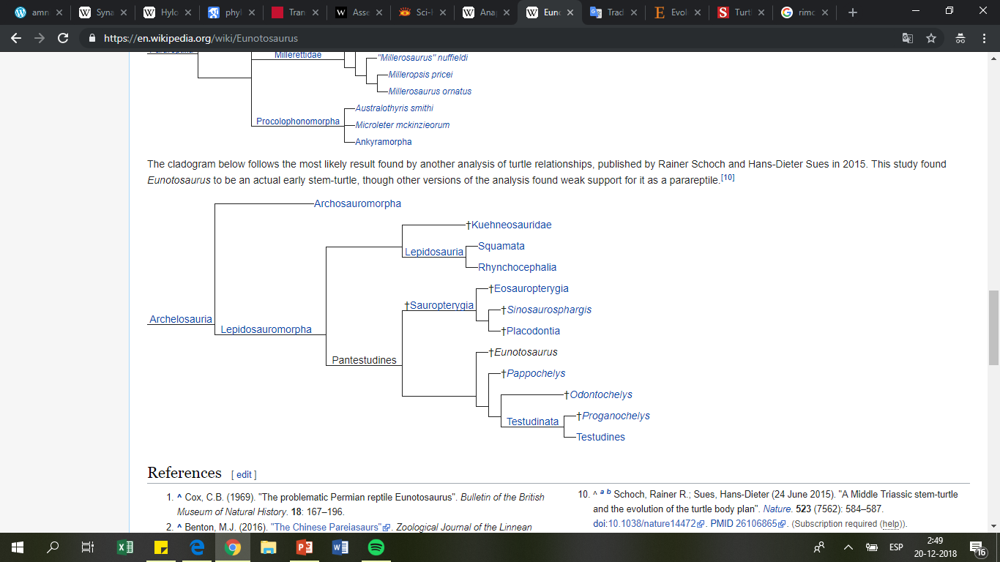 amn
Syna
Hylo
phyl
Tran
Asse
Sci-
Ana
Euno
Trad
Evol
Turt
rimo
https://en.wikipedia.org/wiki/Eunotosaurus
Millerettidae
"Millerosaurus" nuffieldi
Milleropsis pricei
Millerosaurus ornatus
Australothyris smithi
Procolophonomorpha
Microleter mckinzieorum
Ankyramorpha
The cladogram below follows the most likely result found by another analysis of turtle relationships, published by Rainer Schoch and Hans-Dieter Sues in 2015. This study found
Eunotosaurus to be an actual early stem-turtle, though other versions of the analysis found weak support for it as a parareptile.[10]
Archosauromorpha
†Kuehneosauridae
Squamata
Lepidosauria
Rhynchocephalia
†Eosauropterygia
†Sauropterygia
†Sinosaurosphargis
Archelosauria
Lepidosauromorpha
†Placodontia
†Eunotosaurus
Pantestudines
†Pappochelys
†Odontochelys
†Proganochelys
Testudinata
Testudines
References [ edit ]
1. ^ Cox, C.B. (1969). "The problematic Permian reptile Eunotosaurus". Bulletin of the British
Museum of Natural History. 18: 167–196.
2. ^ Benton, M.J. (2016). "The Chinese Pareiasaurs". Zoological Journal of the Linnean
10. ^ a b Schoch, Rainer R.; Sues, Hans-Dieter (24 June 2015). "A Middle Triassic stem-turtle
and the evolution of the turtle body plan". Nature. 523 (7562): 584–587.
doi:10.1038/nature14472. PMID 26106865. (Subscription required (help)).
ESP
2:49
20-12-2018
16